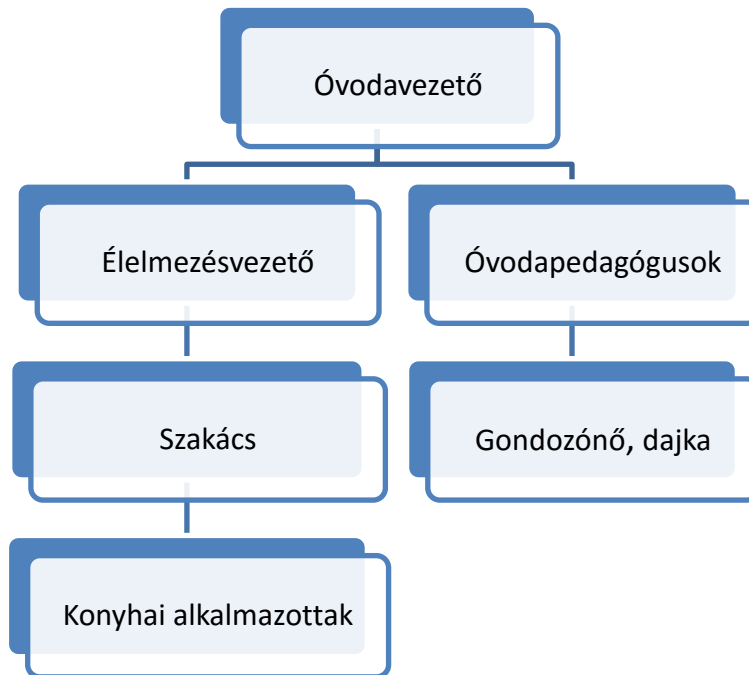 Óvodavezető
Élelmezésvezető
Óvodapedagógusok
Szakács
Gondozónő, dajka
Konyhai alkalmazottak